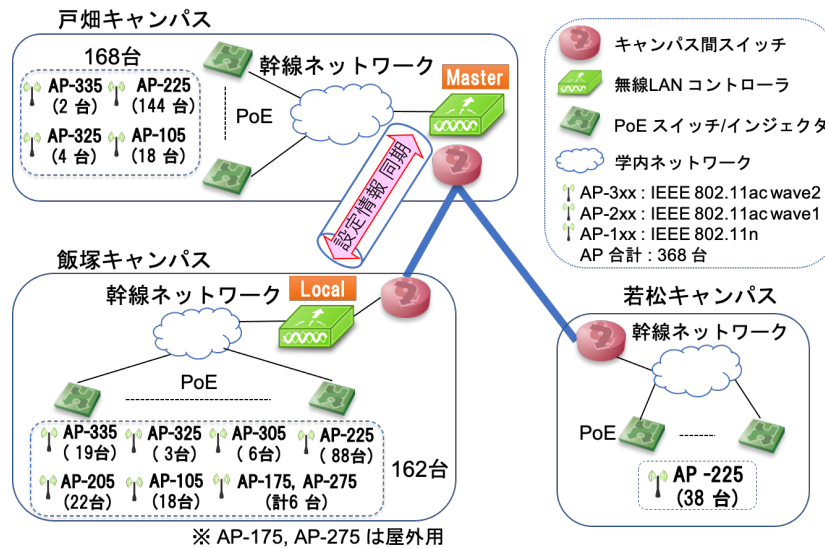 戸畑キャンパス
168台
AP-335
(2 台)
AP-225
(144 台)
AP-325
(4 台)
AP-105
(18 台)
PoE
幹線ネットワーク
Master
設定情報 同期
キャンパス間スイッチ
無線LAN コントローラ
PoE スイッチ/インジェクタ
学内ネットワーク
AP-3xx : IEEE 802.11ac wave2
AP-2xx : IEEE 802.11ac wave1
AP-1xx : IEEE 802.11n
AP 合計 : 368 台
飯塚キャンパス
幹線ネットワーク
Local
PoE
AP-335
( 19台)
AP-325
( 3台)
AP-305
( 6台)
AP-225
( 88台)
AP-205
(22台)
AP-105
(18台)
AP-175, AP-275
(計6 台)
162台
※ AP-175, AP-275 は屋外用
若松キャンパス
幹線ネットワーク
PoE
AP -225
(38 台)